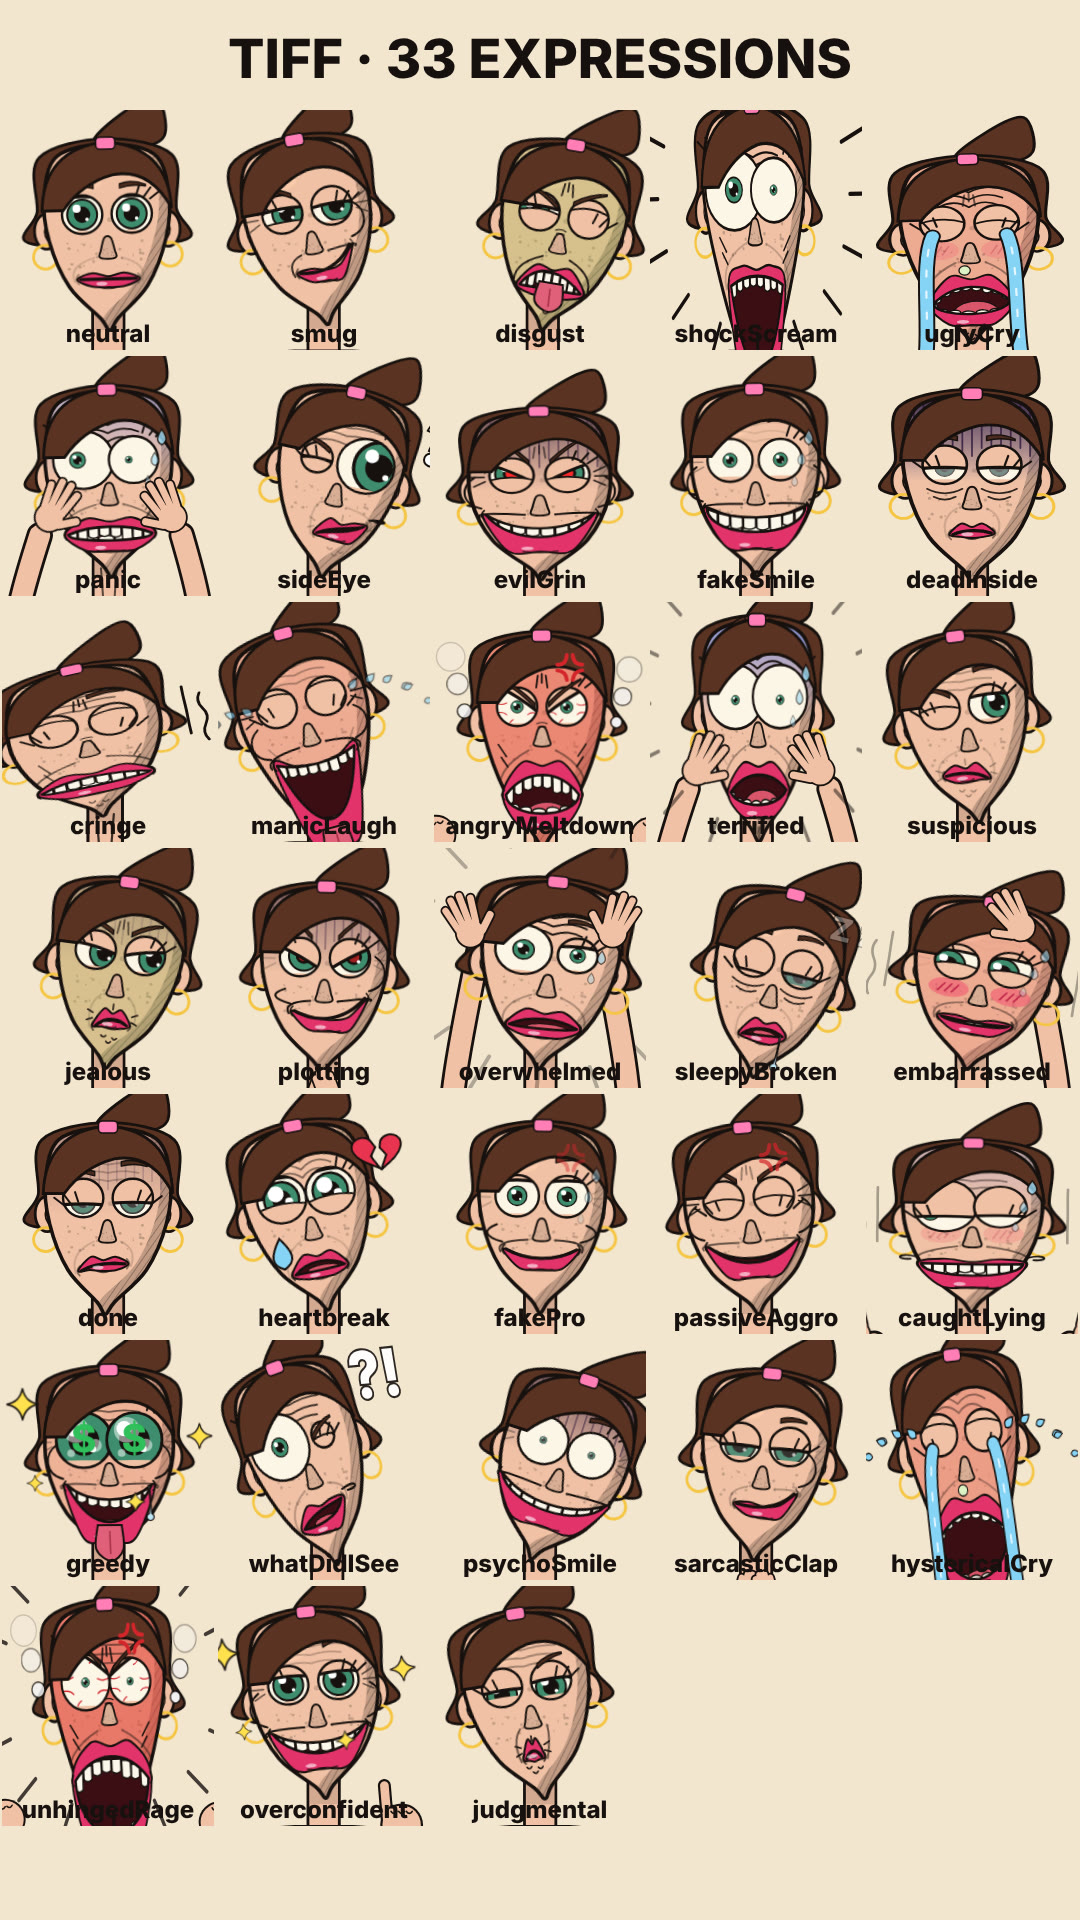 TIFF · 33 EXPRESSIONS
neutral smug disgust shockScream uglyCry
panic sideEye evilGrin fakeSmile deadInside
cringe manicLaugh angryMeltdown terrified suspicious
Z
jealous plotting overwhelmed sleepyBroken embarrassed
done heartbreak fakePro passiveAggro caughtLying
$ $ ?!
greedy whatDidISee psychoSmile sarcasticClap hystericalCry
unhingedRage overconfident judgmental